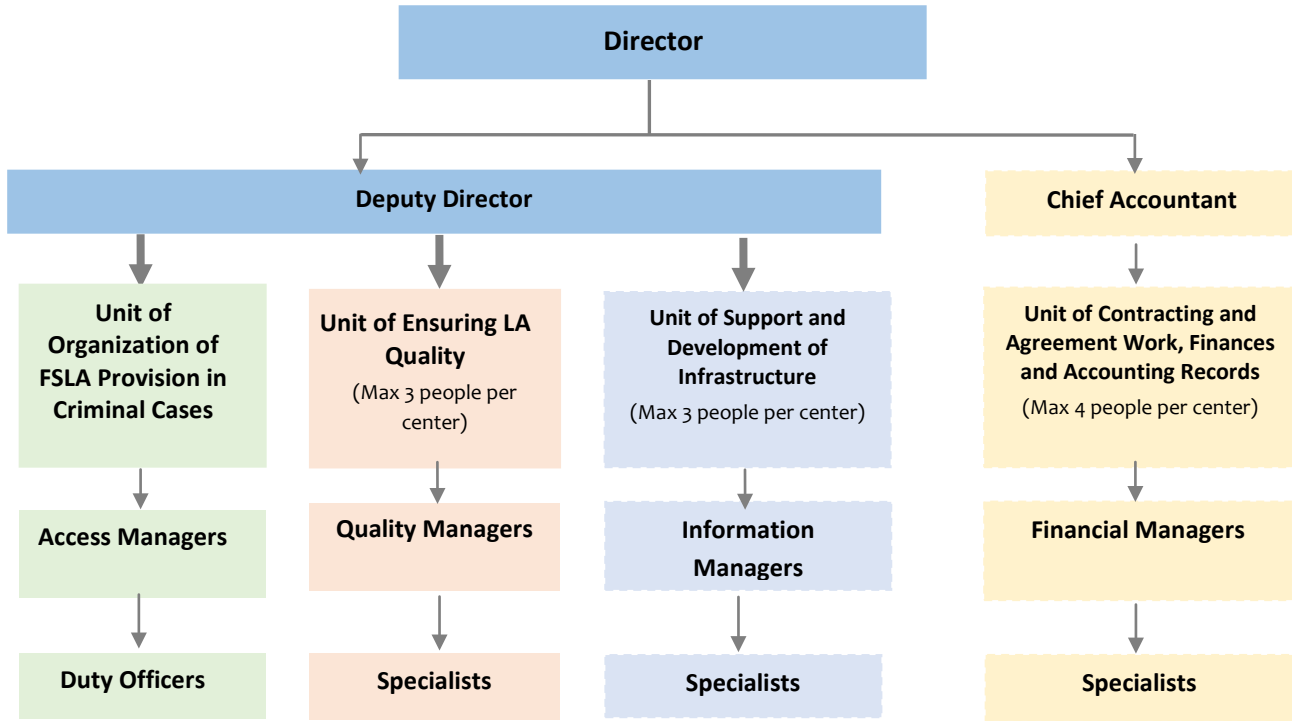 Director
Deputy Director
Chief Accountant
Unit of
Organization of
FSLA Provision in
Criminal Cases
Unit of Ensuring LA
Quality
(Max 3 people per
center)
Unit of Support and
Development of
Infrastructure
(Max 3 people per center)
Unit of Contracting and
Agreement Work, Finances
and Accounting Records
(Max 4 people per center)
Access Managers
Quality Managers
Information
Managers
Financial Managers
Duty Officers
Specialists
Specialists
Specialists